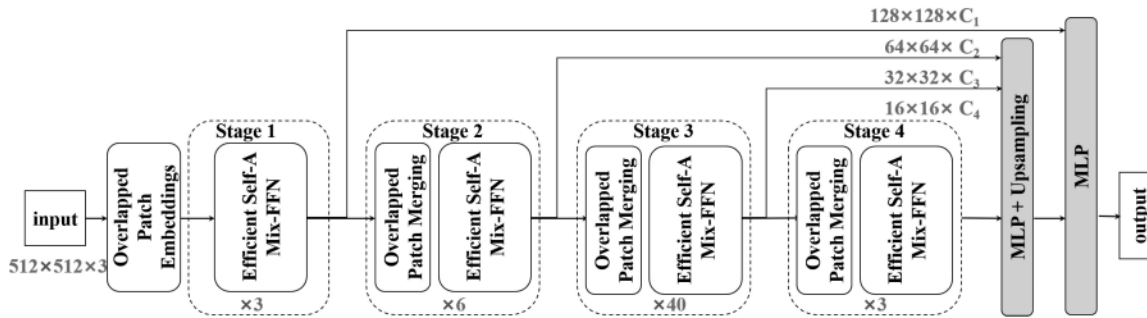 128×128×C1
64×64× C2
32×32× C3
16×16× C4
Stage 1
Stage 2
Stage 3
Stage 4
input
512×512×3
Overlapped
Patch
Embeddings
Efficient Self-A
Mix-FFN
×3
Overlapped
Patch Merging
Efficient Self-A
Mix-FFN
×6
Overlapped
Patch Merging
Efficient Self-A
Mix-FFN
×40
Overlapped
Patch Merging
Efficient Self-A
Mix-FFN
×3
MLP + Upsampling
MLP
output